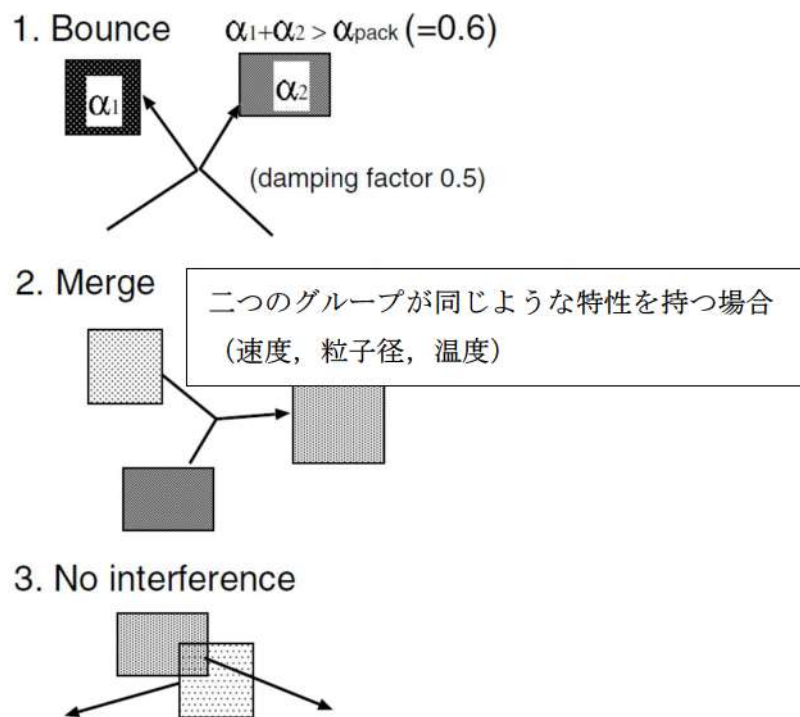 1. Bounce α1+α2 > αpack (=0.6)
α1 α2
(damping factor 0.5)
2. Merge
二つのグループが同じような特性を持つ場合
（速度，粒子径，温度）
3. No interference